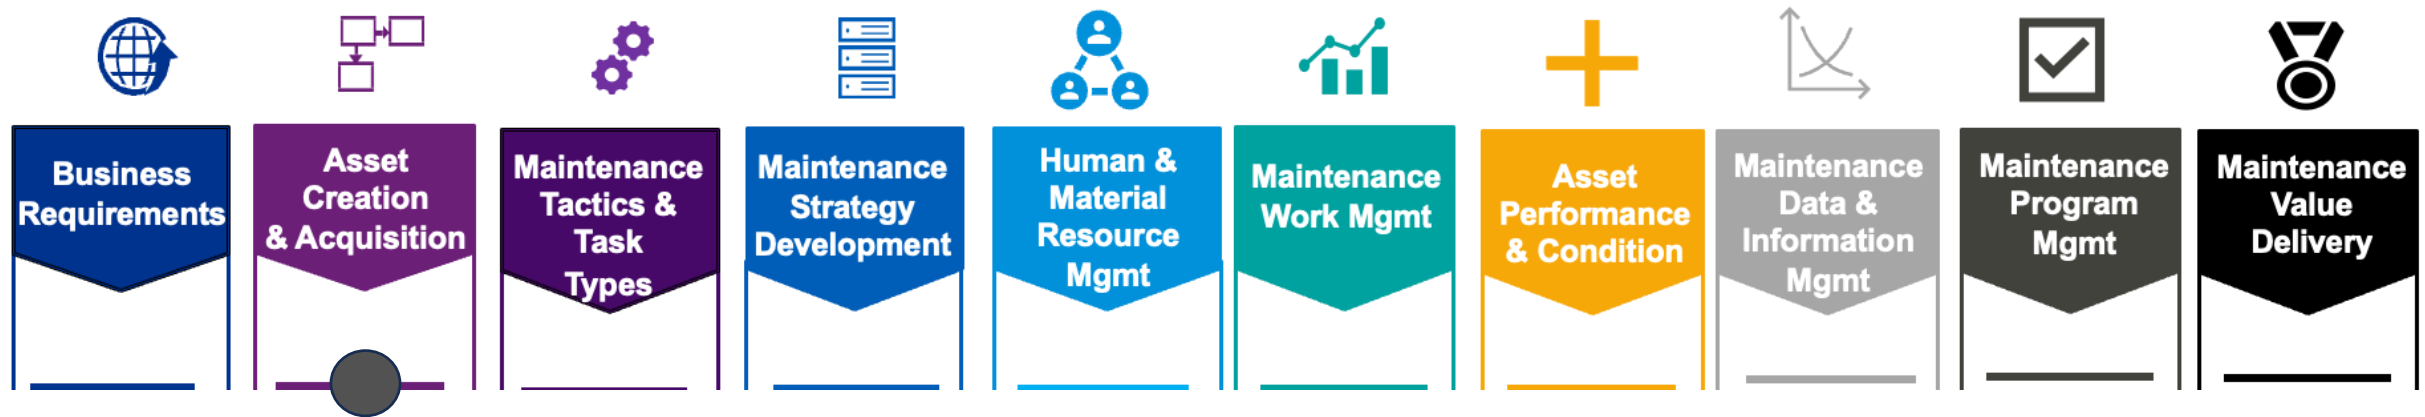 Business
Requirements
Asset
Creation
& Acquisition
Maintenance
Tactics &
Task
Types
Maintenance
Strategy
Development
Human &
Material
Resource
Mgmt
Maintenance
Work Mgmt
Asset
Performance
& Condition
Maintenance
Data &
Information
Mgmt
Maintenance
Program
Mgmt
Maintenance
Value
Delivery